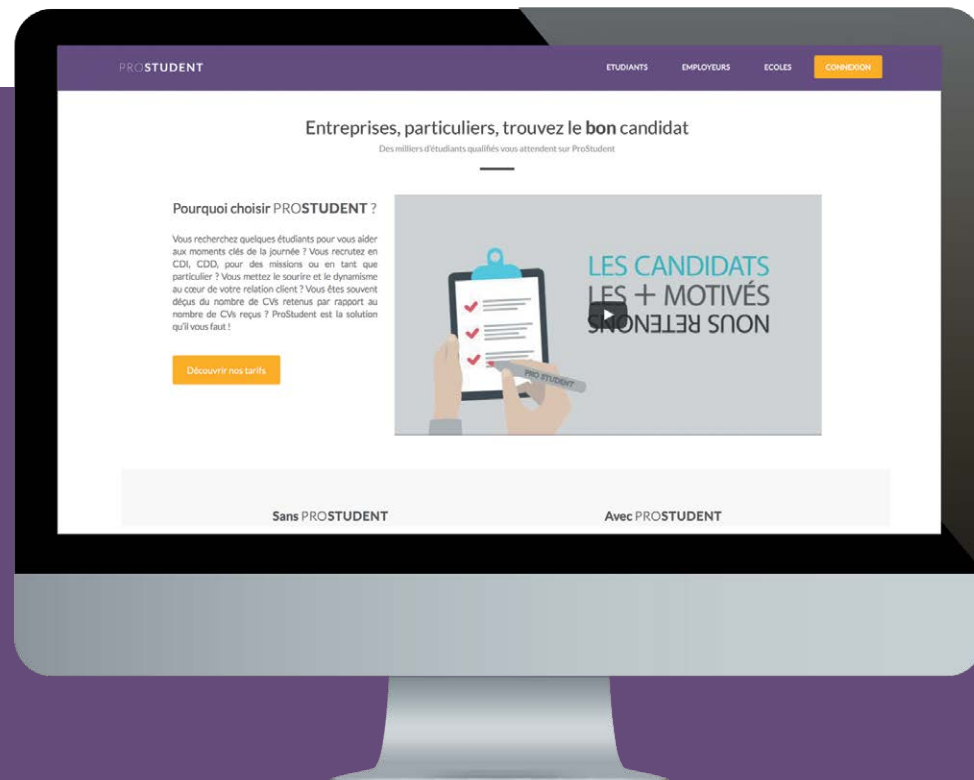 PROSTUDENT
ETUDIANTS EMPLOYEURS ECOLES CONNEXION
Entreprises, particuliers, trouvez le bon candidat
Des milliers d'étudiants qualifiés vous attendent sur ProStudent
Pourquoi choisir PROSTUDENT ?
Vous recherchez quelques étudiants pour vous aider
aux moments clés de la journée ? Vous recrutez en
CDI, CDD, pour des missions ou en tant que
particulier ? Vous mettez le sourire et le dynamisme
au cœur de votre relation client ? Vous êtes souvent
déçus du nombre de CVs retenus par rapport au
nombre de CVs reçus ? ProStudent est la solution
qu'il vous faut !
Découvrir nos tarifs
LES CANDIDATS
LES + MOTIVÉS
NOUS RETENONS
PRO STUDENT
Sans PROSTUDENT
Avec PROSTUDENT